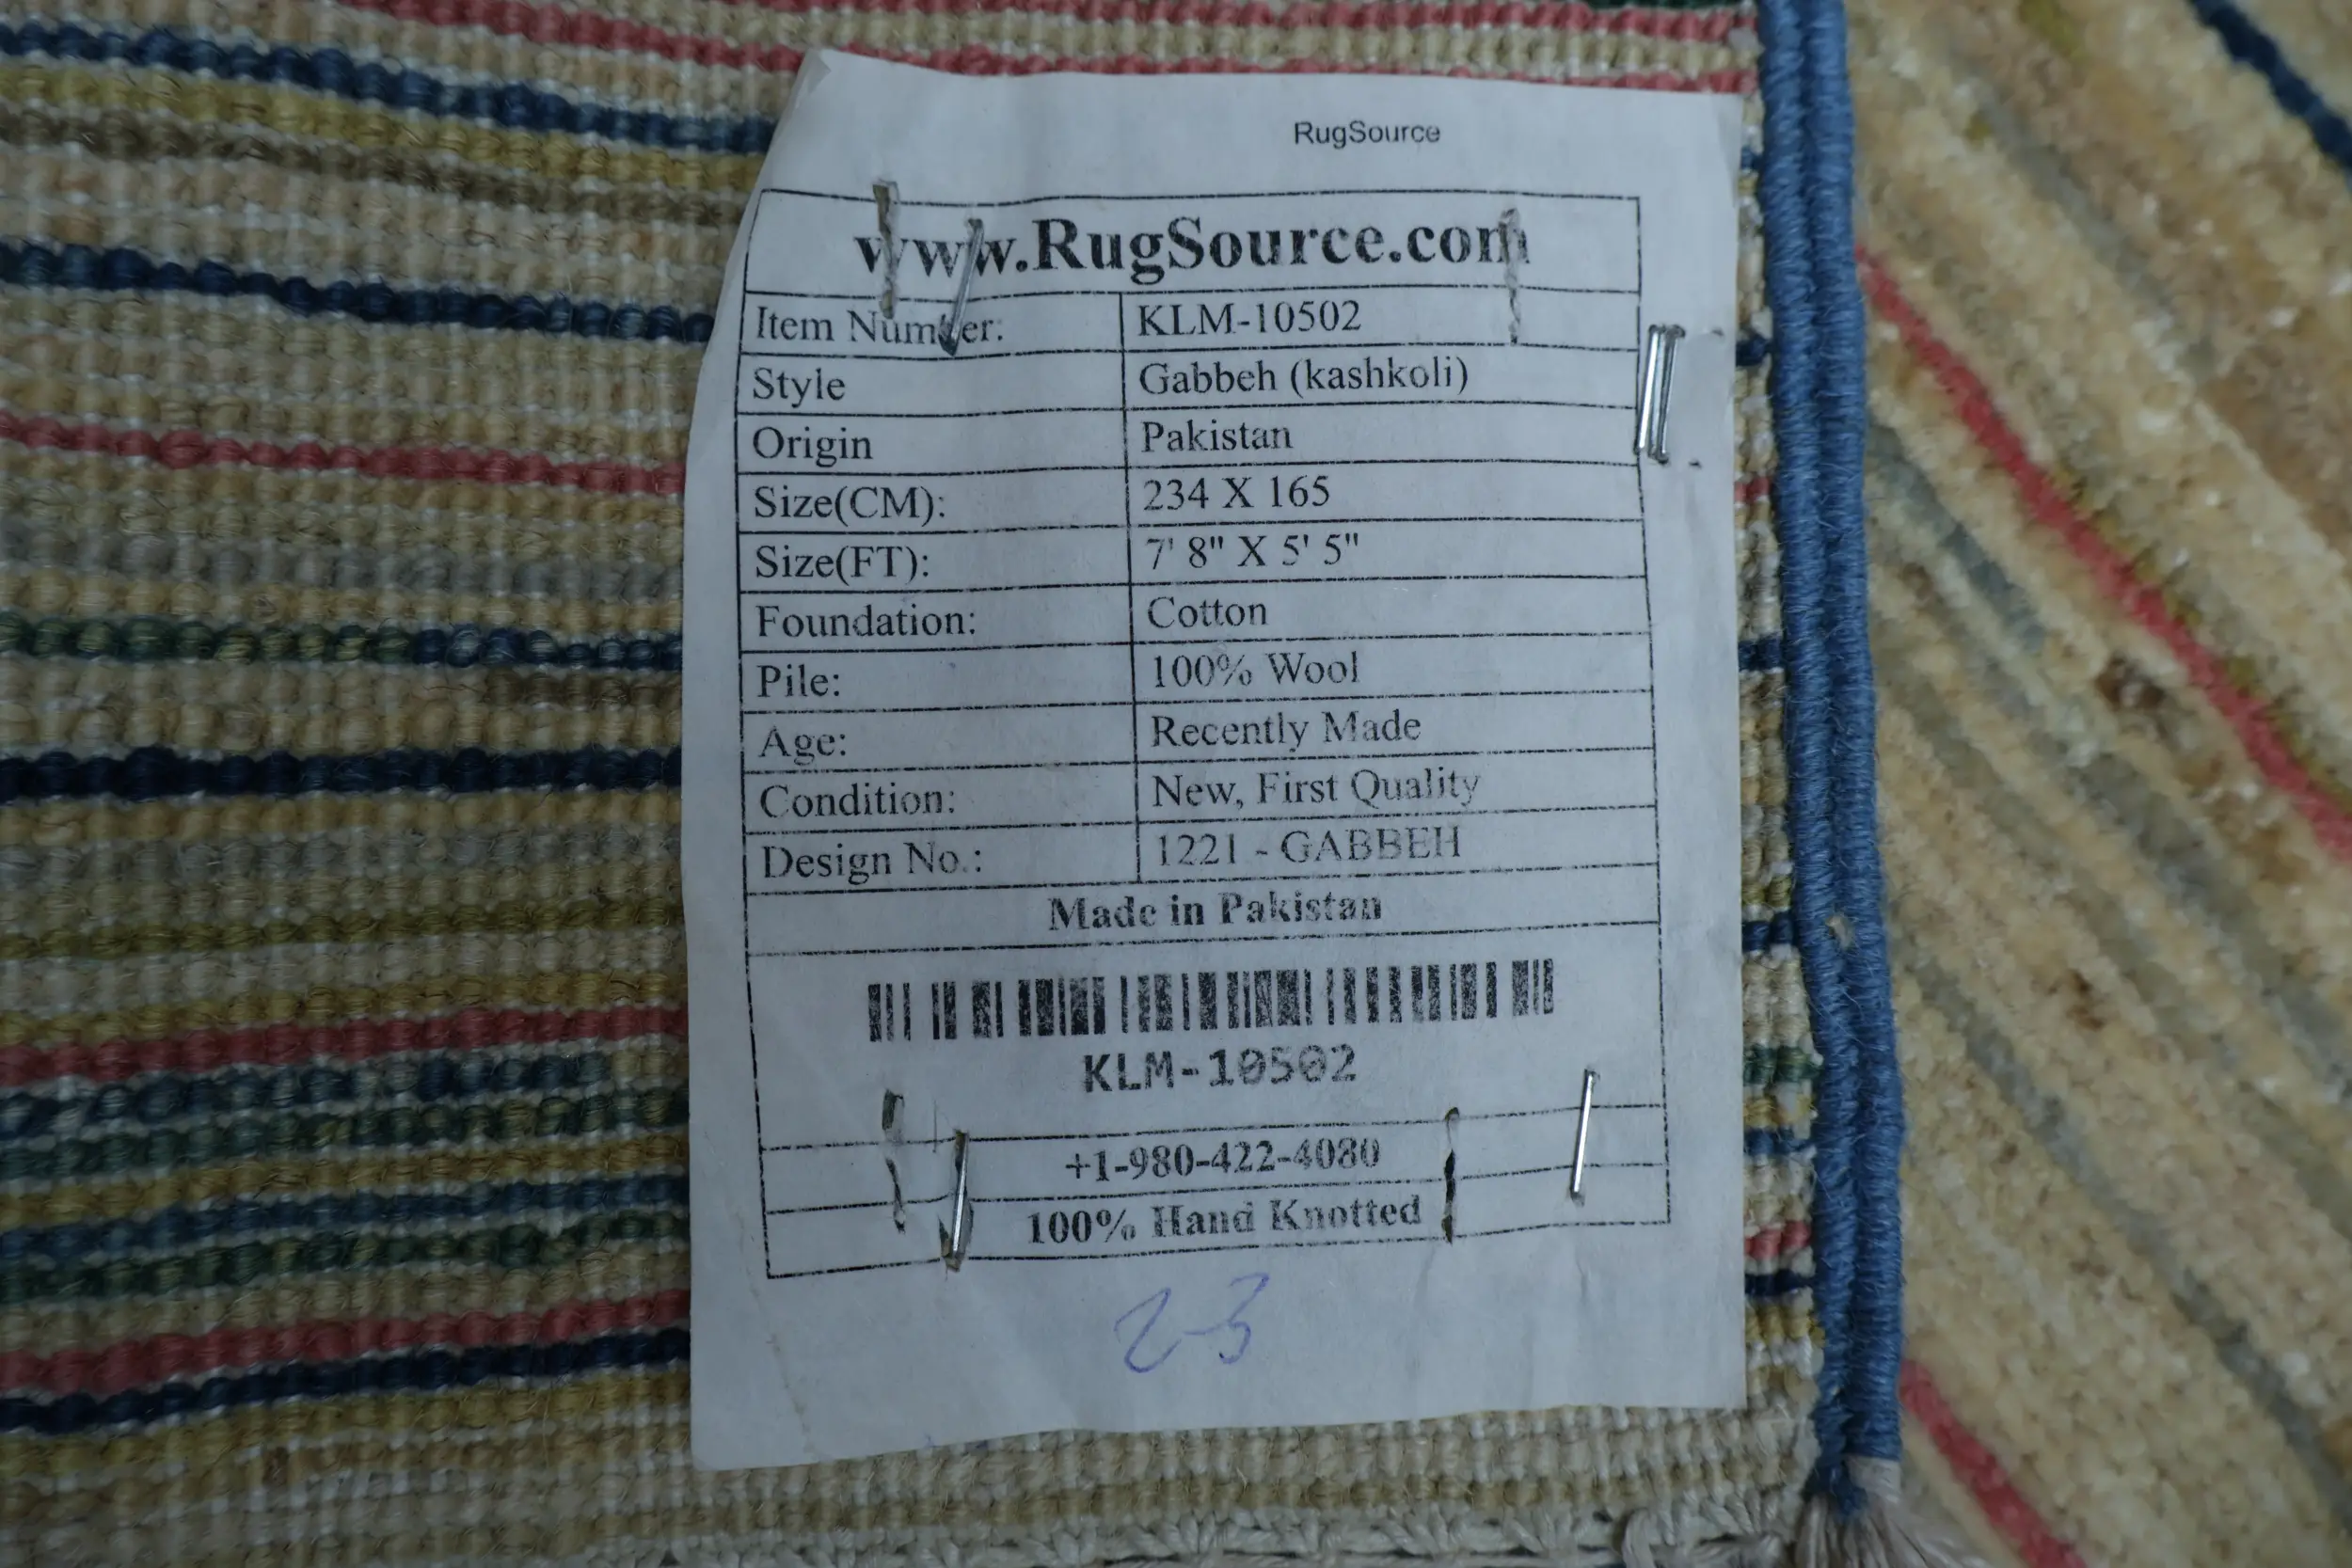 RugSource
www.RugSource.com
Item Number: KLM-10502
Style Gabbeh (kashkoli)
Origin Pakistan
Size(CM): 234 X 165
Size(FT): 7' 8" X 5' 5"
Foundation: Cotton
Pile: 100% Wool
Age: Recently Made
Condition: New, First Quality
Design No.: 1221 - GABBEH
Made in Pakistan
KLM-10502
+1-980-422-4080
100% Hand Knotted
23